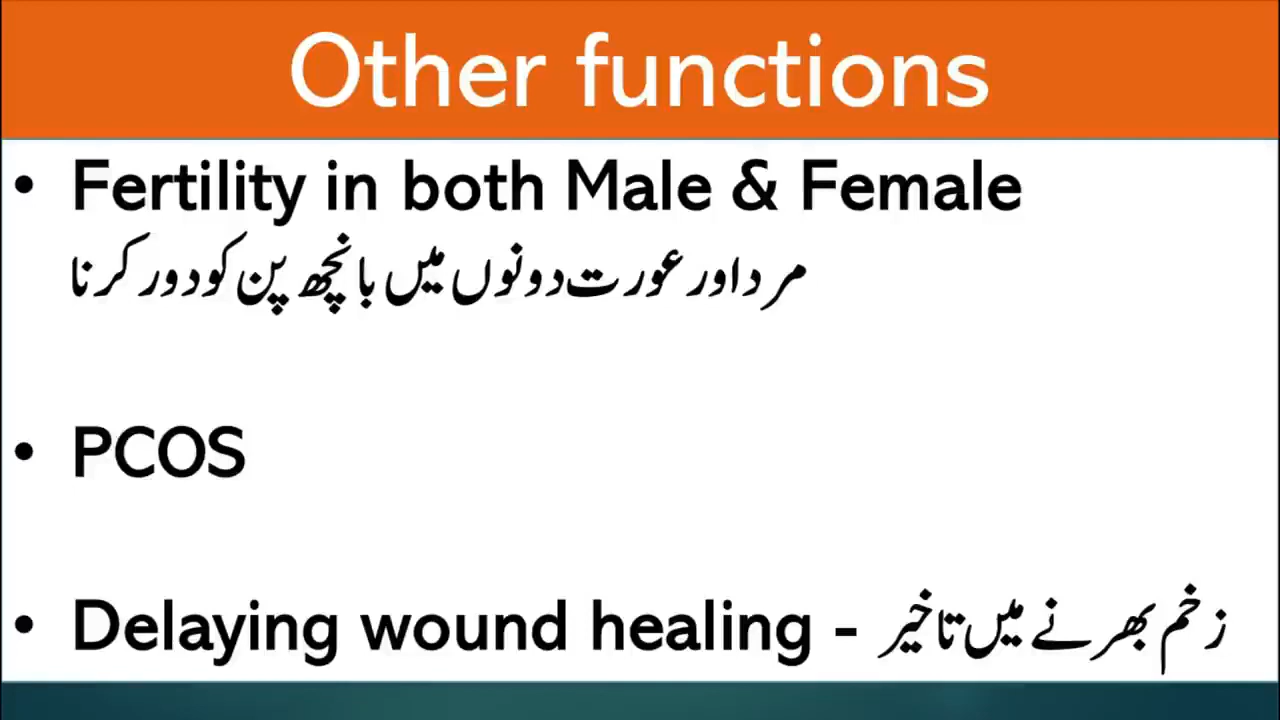 Other functions
• Fertility in both Male & Female
مرد اور عورت دونوں میں بانچھ پن کو دور کرنا
• PCOS
• Delaying wound healing - زخم بھرنے میں تاخیر